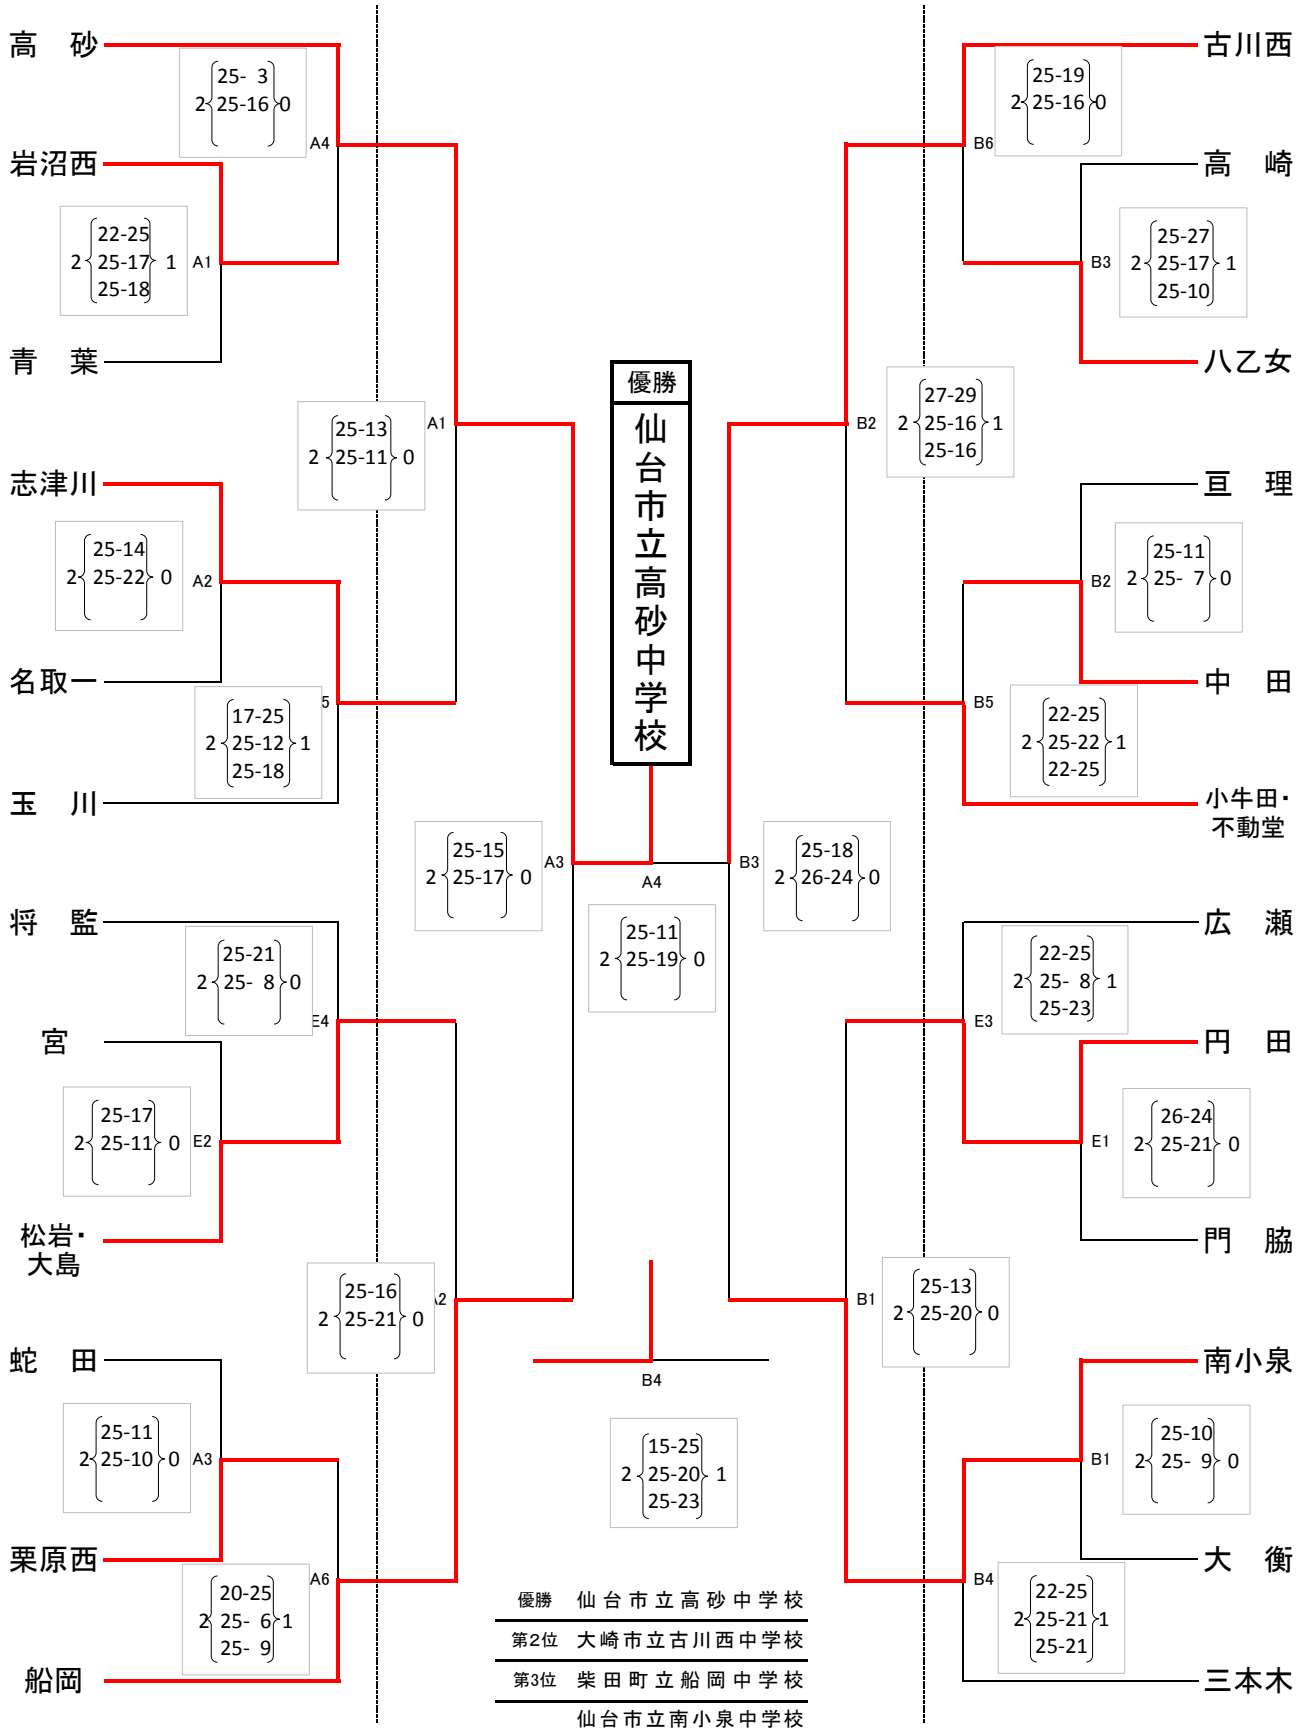 高　砂
25- 3
2 25-16 0
A4
岩沼西
22-25
2 25-17 1
25-18
A1
青　葉
25-13
2 25-11 0
A1
志津川
25-14
2 25-22 0
A2
名取一
17-25
2 25-12 1
25-18
5
玉　川
25-15
2 25-17 0
A3
将　監
25-21
2 25- 8 0
E4
宮
25-17
2 25-11 0
E2
松岩・
大島
25-16
2 25-21 0
A2
蛇　田
25-11
2 25-10 0
A3
栗原西
20-25
2 25- 6 1
25- 9
A6
船岡
優勝
仙台市立高砂中学校
A4
25-11
2 25-19 0
B4
15-25
2 25-20 1
25-23
優勝　仙台市立高砂中学校
第2位　大崎市立古川西中学校
第3位　柴田町立船岡中学校
仙台市立南小泉中学校
古川西
25-19
2 25-16 0
B6
高　崎
25-27
2 25-17 1
25-10
B3
八乙女
27-29
2 25-16 1
25-16
B2
亘　理
25-11
2 25- 7 0
B2
中　田
22-25
2 25-22 1
22-25
B5
小牛田・
不動堂
25-18
2 26-24 0
B3
広　瀬
22-25
2 25- 8 1
25-23
E3
円　田
26-24
2 25-21 0
E1
門　脇
25-13
2 25-20 0
B1
南小泉
25-10
2 25- 9 0
B1
大　衡
22-25
2 25-21 1
25-21
B4
三本木